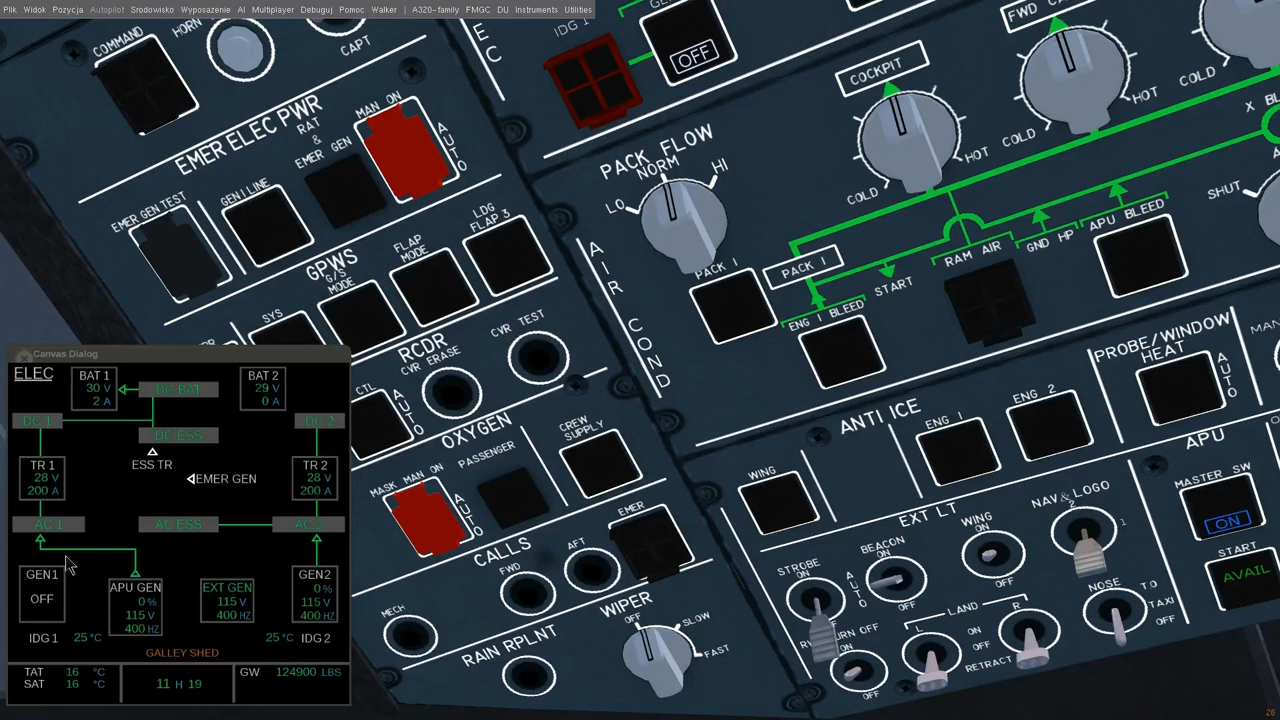 Plik Widok Pozycja Autopilot Środowisko Wyposazenie AI Multiplayer Debuguj Pomoc Walker | A320-family FMGC DU Instruments Utilities
COMMAND
HORN
CAPT
EMER ELEC PWR
EMER GEN TEST
GEN 1 LINE
RAT
&
EMER GEN
MAN ON
AUTO
GPWS
SYS
G/S
MODE
FLAP
MODE
LDG
FLAP 3
RCDR
CTL
AUTO
CVR ERASE
CVR TEST
OXYGEN
MASK MAN ON
AUTO
PASSENGER
CREW
SUPPLY
CALLS
MECH
FWD
AFT
EMER
RAIN RPLNT
WIPER
OFF
SLOW
FAST
EC
IDG 1
OFF
PACK FLOW
LO
NORM
HI
AIR COND
COCKPIT
COLD
HOT
FWD
COLD
HOT
COLD
PACK 1
PACK 1
ENG 1 BLEED
START
RAM AIR
GND HP
APU BLEED
SHUT
ANTI ICE
WING
ENG 1
ENG 2
PROBE/WINDOW
HEAT
AUTO
APU
MASTER SW
ON
START
AVAIL
EXT LT
STROBE
ON
AUTO
BEACON
ON
OFF
WING
ON
OFF
NAV & LOGO
2
1
ON
OFF
LAND
L
R
ON
OFF
RETRACT
NOSE
T.O
TAXI
OFF
Canvas Dialog
ELEC
BAT 1
30 V
2 A
DC BAT
BAT 2
29 V
0 A
DC 1
DC ESS
DC 2
TR 1
28 V
200 A
ESS TR
EMER GEN
TR 2
28 V
200 A
AC 1
AC ESS
AC 2
GEN1
OFF
APU GEN
0 %
115 V
400 HZ
EXT GEN
115 V
400 HZ
GEN2
0 %
115 V
400 HZ
IDG 1 25 °C
25 °C IDG 2
GALLEY SHED
TAT 16 °C
SAT 16 °C
11 H 19
GW 124900 LBS
26